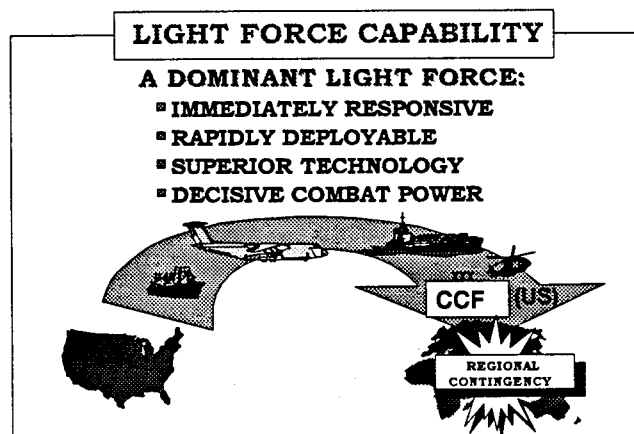 LIGHT FORCE CAPABILITY
A DOMINANT LIGHT FORCE:
IMMEDIATELY RESPONSIVE
RAPIDLY DEPLOYABLE
SUPERIOR TECHNOLOGY
DECISIVE COMBAT POWER
XXX
CCF (US)
REGIONAL
CONTINGENCY